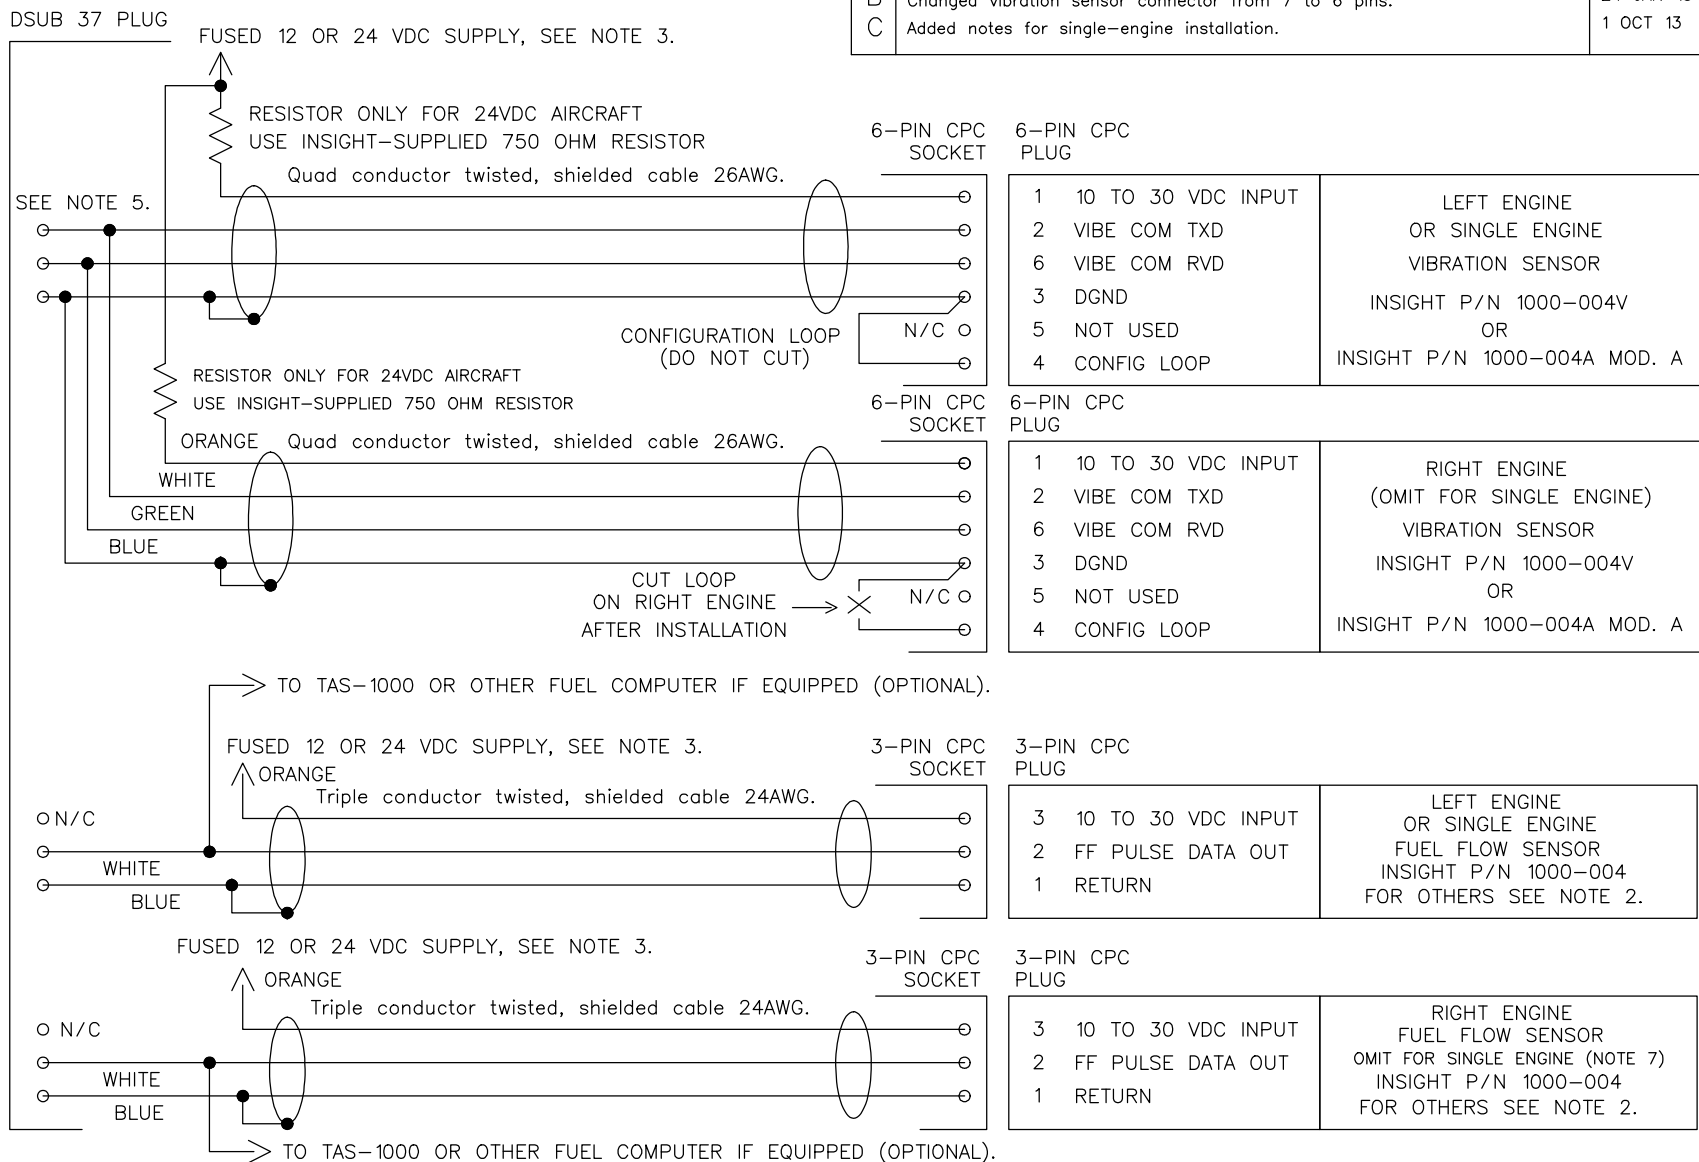 B Changed vibration sensor connector from 7 to 6 pins.
C Added notes for single-engine installation. 1 OCT 13
DSUB 37 PLUG
FUSED 12 OR 24 VDC SUPPLY, SEE NOTE 3.
RESISTOR ONLY FOR 24VDC AIRCRAFT
USE INSIGHT-SUPPLIED 750 OHM RESISTOR
Quad conductor twisted, shielded cable 26AWG.
SEE NOTE 5.
6-PIN CPC SOCKET
6-PIN CPC PLUG
1 10 TO 30 VDC INPUT
2 VIBE COM TXD
6 VIBE COM RVD
3 DGND
N/C
5 NOT USED
4 CONFIG LOOP
CONFIGURATION LOOP
(DO NOT CUT)
LEFT ENGINE
OR SINGLE ENGINE
VIBRATION SENSOR
INSIGHT P/N 1000-004V
OR
INSIGHT P/N 1000-004A MOD. A
RESISTOR ONLY FOR 24VDC AIRCRAFT
USE INSIGHT-SUPPLIED 750 OHM RESISTOR
ORANGE Quad conductor twisted, shielded cable 26AWG.
WHITE
GREEN
BLUE
6-PIN CPC SOCKET
6-PIN CPC PLUG
1 10 TO 30 VDC INPUT
2 VIBE COM TXD
6 VIBE COM RVD
3 DGND
N/C
5 NOT USED
4 CONFIG LOOP
CUT LOOP
ON RIGHT ENGINE
AFTER INSTALLATION
RIGHT ENGINE
(OMIT FOR SINGLE ENGINE)
VIBRATION SENSOR
INSIGHT P/N 1000-004V
OR
INSIGHT P/N 1000-004A MOD. A
TO TAS-1000 OR OTHER FUEL COMPUTER IF EQUIPPED (OPTIONAL).
FUSED 12 OR 24 VDC SUPPLY, SEE NOTE 3.
ORANGE
Triple conductor twisted, shielded cable 24AWG.
N/C
WHITE
BLUE
3-PIN CPC SOCKET
3-PIN CPC PLUG
3 10 TO 30 VDC INPUT
2 FF PULSE DATA OUT
1 RETURN
LEFT ENGINE
OR SINGLE ENGINE
FUEL FLOW SENSOR
INSIGHT P/N 1000-004
FOR OTHERS SEE NOTE 2.
FUSED 12 OR 24 VDC SUPPLY, SEE NOTE 3.
ORANGE
Triple conductor twisted, shielded cable 24AWG.
N/C
WHITE
BLUE
3-PIN CPC SOCKET
3-PIN CPC PLUG
3 10 TO 30 VDC INPUT
2 FF PULSE DATA OUT
1 RETURN
RIGHT ENGINE
FUEL FLOW SENSOR
OMIT FOR SINGLE ENGINE (NOTE 7)
INSIGHT P/N 1000-004
FOR OTHERS SEE NOTE 2.
TO TAS-1000 OR OTHER FUEL COMPUTER IF EQUIPPED (OPTIONAL).